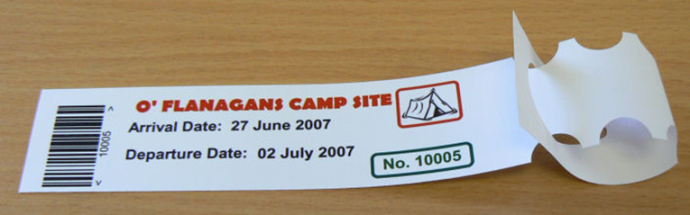 10005
O' FLANAGANS CAMP SITE
Arrival Date: 27 June 2007
Departure Date: 02 July 2007
No. 10005